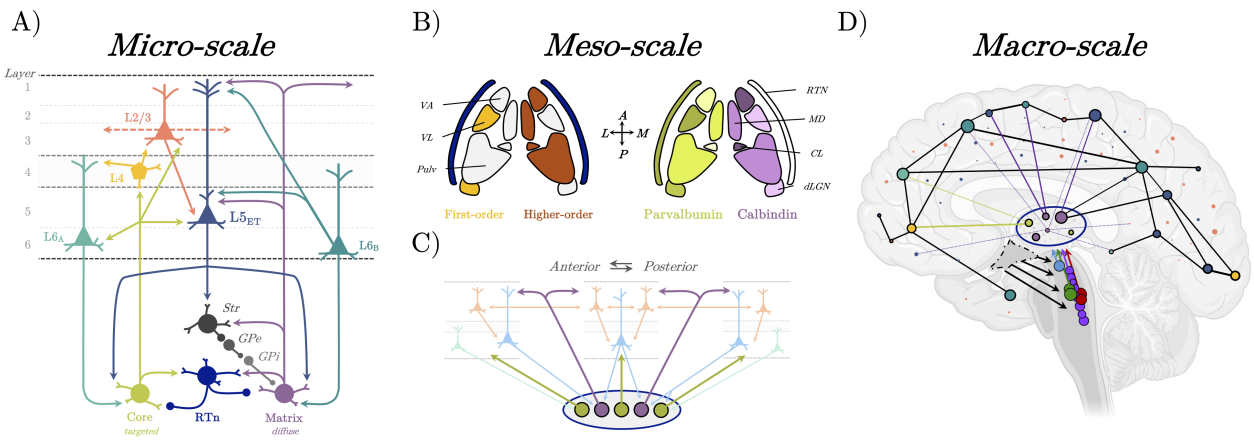 A)
Micro-scale
Layer
1
2
3
4
5
6
L2/3
L4
L5ET
L6A
L6B
Str
GPe
GPi
Core
targeted
RTn
Matrix
diffuse
B)
Meso-scale
VA
VL
Pulv
A
L M
P
RTN
MD
CL
dLGN
First-order
Higher-order
Parvalbumin
Calbindin
C)
Anterior ⇌ Posterior
D)
Macro-scale